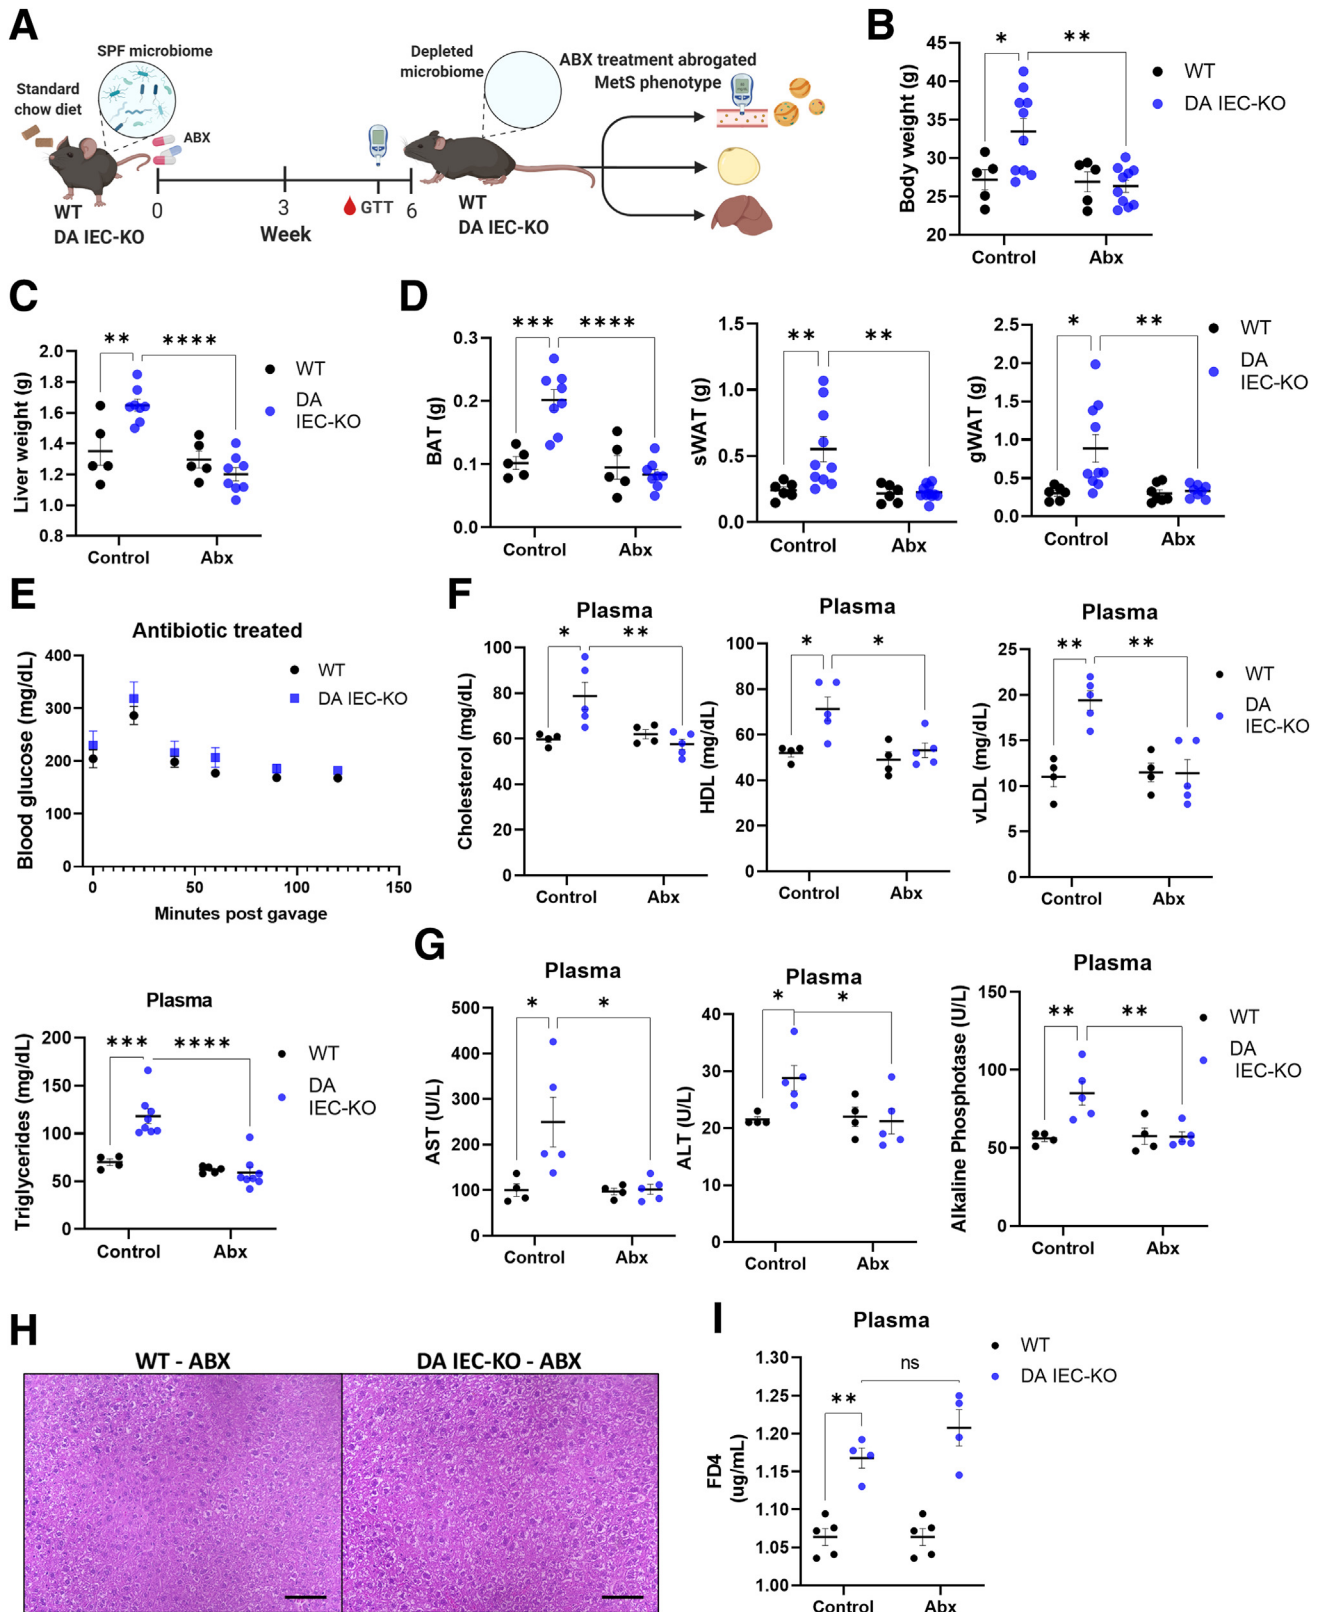 A
SPF microbiome
Standard
chow diet
ABX
WT
DA IEC-KO
0
3
6
Week
GTT
Depleted
microbiome
WT
DA IEC-KO
ABX treatment abrogated
MetS phenotype
B
Body weight (g)
45
40
35
30
25
20
* **
Control Abx
WT
DA IEC-KO
C
Liver weight (g)
2.0
1.8
1.6
1.4
1.2
1.0
0.8
** ****
Control Abx
WT
DA
IEC-KO
D
BAT (g)
0.3
0.2
0.1
0.0
*** ****
Control Abx
sWAT (g)
1.5
1.0
0.5
0.0
** **
Control Abx
gWAT (g)
2.5
2.0
1.5
1.0
0.5
0.0
* **
Control Abx
WT
DA
IEC-KO
E
Antibiotic treated
Blood glucose (mg/dL)
400
300
200
100
0
0 50 100 150
Minutes post gavage
WT
DA IEC-KO
F
Plasma
Cholesterol (mg/dL)
100
80
60
40
20
0
* **
Control Abx
Plasma
HDL (mg/dL)
100
80
60
40
20
0
* *
Control Abx
Plasma
vLDL (mg/dL)
25
20
15
10
5
0
** **
Control Abx
WT
DA
IEC-KO
Plasma
Triglycerides (mg/dL)
200
150
100
50
0
*** ****
Control Abx
WT
DA
IEC-KO
G
Plasma
AST (U/L)
500
400
300
200
100
0
* *
Control Abx
Plasma
ALT (U/L)
40
30
20
10
0
* *
Control Abx
Plasma
Alkaline Phosphotase (U/L)
150
100
50
0
** **
Control Abx
WT
DA
IEC-KO
H
WT - ABX
DA IEC-KO - ABX
I
Plasma
FD4
(ug/mL)
1.30
1.25
1.20
1.15
1.10
1.05
1.00
** ns
Control Abx
WT
DA IEC-KO